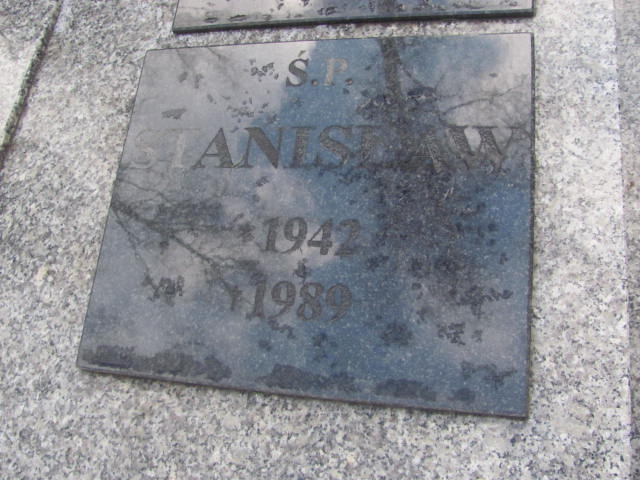 Ś.P.
STANISŁAW
* 1942
† 1989